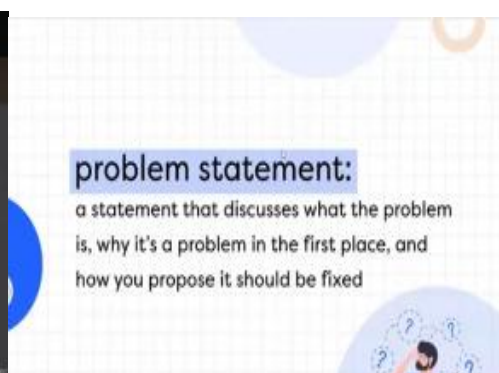 problem statement:
a statement that discusses what the problem
is, why it's a problem in the first place, and
how you propose it should be fixed
? ?
? ?